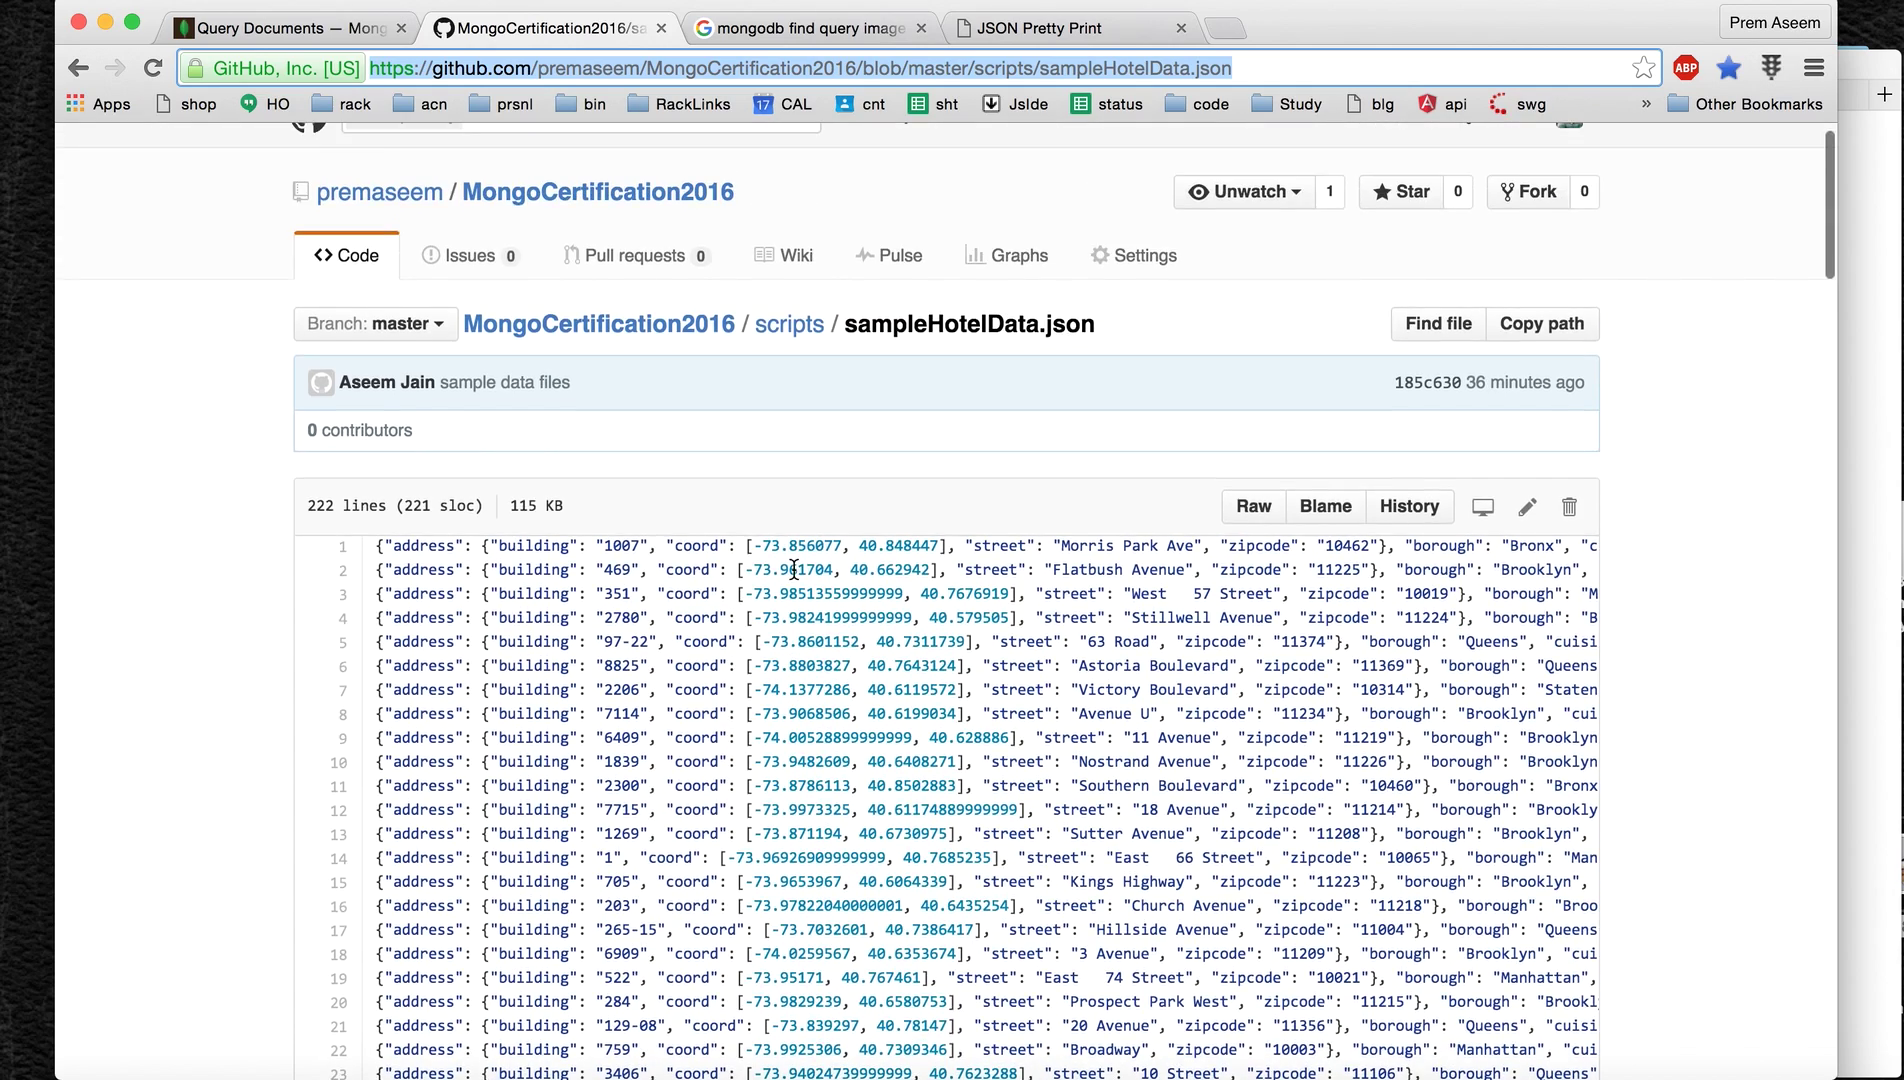 Query Documents — Mong
MongoCertification2016/sa
mongodb find query image
JSON Pretty Print
Prem Aseem
GitHub, Inc. [US] https://github.com/premaseem/MongoCertification2016/blob/master/scripts/sampleHotelData.json
ABP
Apps shop HO rack acn prsnl bin RackLinks 17 CAL cnt sht Jslde status code Study blg api swg » Other Bookmarks
premaseem / MongoCertification2016
Unwatch 1 Star 0 Fork 0
Code Issues 0 Pull requests 0 Wiki Pulse Graphs Settings
Branch: master MongoCertification2016 / scripts / sampleHotelData.json Find file Copy path
Aseem Jain sample data files 185c630 36 minutes ago
0 contributors
222 lines (221 sloc) 115 KB Raw Blame History
1 {"address": {"building": "1007", "coord": [-73.856077, 40.848447], "street": "Morris Park Ave", "zipcode": "10462"}, "borough": "Bronx", "c
2 {"address": {"building": "469", "coord": [-73.961704, 40.662942], "street": "Flatbush Avenue", "zipcode": "11225"}, "borough": "Brooklyn",
3 {"address": {"building": "351", "coord": [-73.98513559999999, 40.7676919], "street": "West   57 Street", "zipcode": "10019"}, "borough": "M
4 {"address": {"building": "2780", "coord": [-73.98241999999999, 40.579505], "street": "Stillwell Avenue", "zipcode": "11224"}, "borough": "B
5 {"address": {"building": "97-22", "coord": [-73.8601152, 40.7311739], "street": "63 Road", "zipcode": "11374"}, "borough": "Queens", "cuisi
6 {"address": {"building": "8825", "coord": [-73.8803827, 40.7643124], "street": "Astoria Boulevard", "zipcode": "11369"}, "borough": "Queens
7 {"address": {"building": "2206", "coord": [-74.1377286, 40.6119572], "street": "Victory Boulevard", "zipcode": "10314"}, "borough": "Staten
8 {"address": {"building": "7114", "coord": [-73.9068506, 40.6199034], "street": "Avenue U", "zipcode": "11234"}, "borough": "Brooklyn", "cui
9 {"address": {"building": "6409", "coord": [-74.00528899999999, 40.628886], "street": "11 Avenue", "zipcode": "11219"}, "borough": "Brooklyn
10 {"address": {"building": "1839", "coord": [-73.9482609, 40.6408271], "street": "Nostrand Avenue", "zipcode": "11226"}, "borough": "Brooklyn
11 {"address": {"building": "2300", "coord": [-73.8786113, 40.8502883], "street": "Southern Boulevard", "zipcode": "10460"}, "borough": "Bronx
12 {"address": {"building": "7715", "coord": [-73.9973325, 40.61174889999999], "street": "18 Avenue", "zipcode": "11214"}, "borough": "Brookly
13 {"address": {"building": "1269", "coord": [-73.871194, 40.6730975], "street": "Sutter Avenue", "zipcode": "11208"}, "borough": "Brooklyn",
14 {"address": {"building": "1", "coord": [-73.96926909999999, 40.7685235], "street": "East   66 Street", "zipcode": "10065"}, "borough": "Man
15 {"address": {"building": "705", "coord": [-73.9653967, 40.6064339], "street": "Kings Highway", "zipcode": "11223"}, "borough": "Brooklyn",
16 {"address": {"building": "203", "coord": [-73.97822040000001, 40.6435254], "street": "Church Avenue", "zipcode": "11218"}, "borough": "Broo
17 {"address": {"building": "265-15", "coord": [-73.7032601, 40.7386417], "street": "Hillside Avenue", "zipcode": "11004"}, "borough": "Queens
18 {"address": {"building": "6909", "coord": [-74.0259567, 40.6353674], "street": "3 Avenue", "zipcode": "11209"}, "borough": "Brooklyn", "cui
19 {"address": {"building": "522", "coord": [-73.95171, 40.767461], "street": "East   74 Street", "zipcode": "10021"}, "borough": "Manhattan",
20 {"address": {"building": "284", "coord": [-73.9829239, 40.6580753], "street": "Prospect Park West", "zipcode": "11215"}, "borough": "Brookl
21 {"address": {"building": "129-08", "coord": [-73.839297, 40.78147], "street": "20 Avenue", "zipcode": "11356"}, "borough": "Queens", "cuisi
22 {"address": {"building": "759", "coord": [-73.9925306, 40.7309346], "street": "Broadway", "zipcode": "10003"}, "borough": "Manhattan", "cui
23 {"address": {"building": "3406", "coord": [-73.94024739999999, 40.7623288], "street": "10 Street", "zipcode": "11106"}, "borough": "Queens"